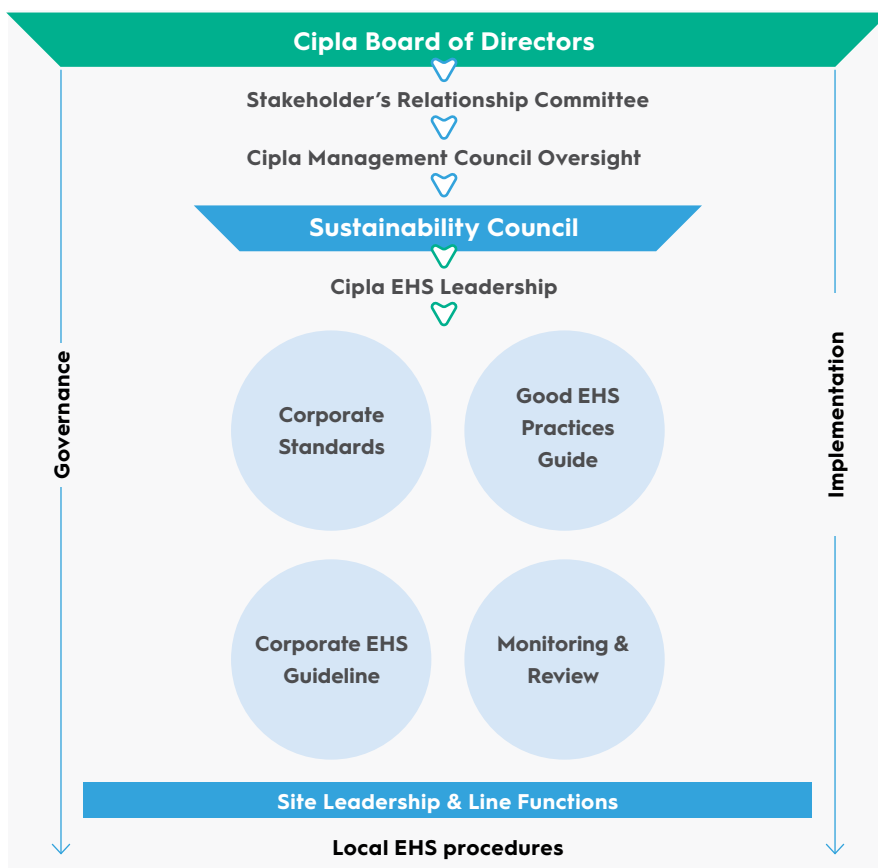 Cipla Board of Directors
Stakeholder’s Relationship Committee
Cipla Management Council Oversight
Sustainability Council
Cipla EHS Leadership
Governance
Implementation
Corporate
Standards
Good EHS
Practices
Guide
Corporate EHS
Guideline
Monitoring &
Review
Site Leadership & Line Functions
Local EHS procedures